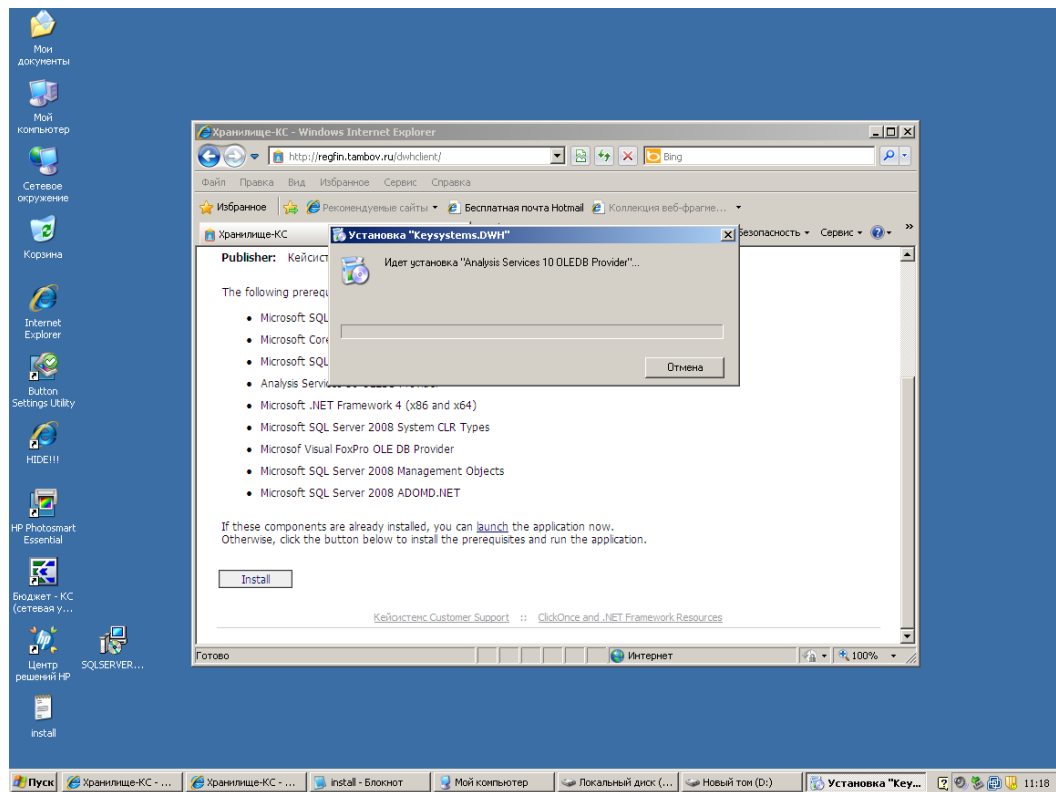 Мои
документы
Мой
компьютер
Сетевое
окружение
Корзина
Internet
Explorer
Button
Settings Utility
HIDE!!!
HP Photosmart
Essential
Бюджет - КС
(сетевая у...
Центр
решений HP
SQLSERVER...
install
Хранилище-КС - Windows Internet Explorer
http://regfin.tambov.ru/dwhclient/
Bing
Файл Правка Вид Избранное Сервис Справка
Избранное Рекомендуемые сайты Бесплатная почта Hotmail Коллекция веб-фрагме...
Хранилище-КС
Безопасность Сервис »
Установка "Keysystems.DWH"
Идет установка "Analysis Services 10 OLEDB Provider"...
Отмена
Publisher: Кейсист
The following prerequ
• Microsoft SQL
• Microsoft Core
• Microsoft SQL
• Analysis Servic
• Microsoft .NET Framework 4 (x86 and x64)
• Microsoft SQL Server 2008 System CLR Types
• Microsof Visual FoxPro OLE DB Provider
• Microsoft SQL Server 2008 Management Objects
• Microsoft SQL Server 2008 ADOMD.NET
If these components are already installed, you can launch the application now.
Otherwise, click the button below to install the prerequisites and run the application.
Install
Кейсистемс Customer Support :: ClickOnce and .NET Framework Resources
Готово
Интернет
100%
Пуск
Хранилище-КС - ...
Хранилище-КС - ...
install - Блокнот
Мой компьютер
Локальный диск (...
Новый том (D:)
Установка "Key...
11:18